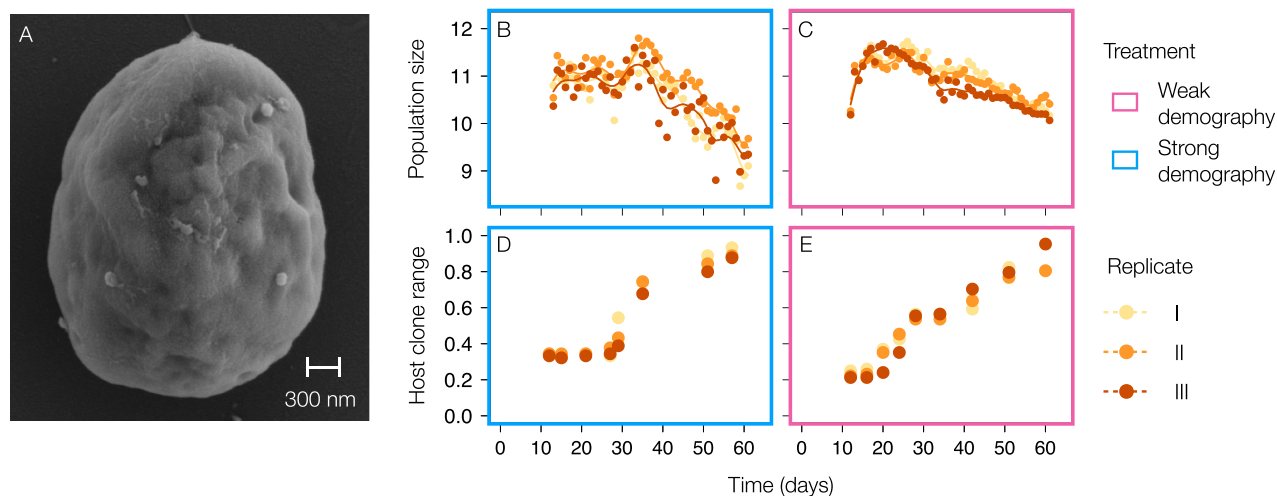 A
300 nm
B
C
Population size
12
11
10
9
D
E
Host clone range
1.0
0.8
0.6
0.4
0.2
0.0
0 10 20 30 40 50 60
0 10 20 30 40 50 60
Time (days)
Treatment
Weak
demography
Strong
demography
Replicate
I
II
III